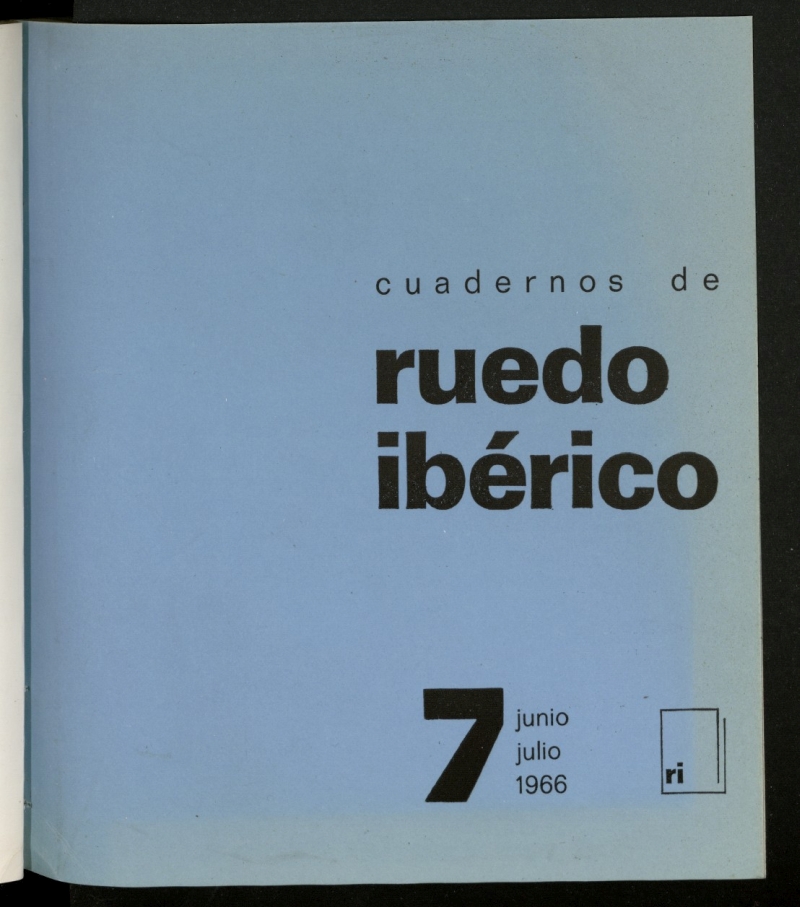 cuadernos de
ruedo
ibérico
7
junio
julio
1966
ri